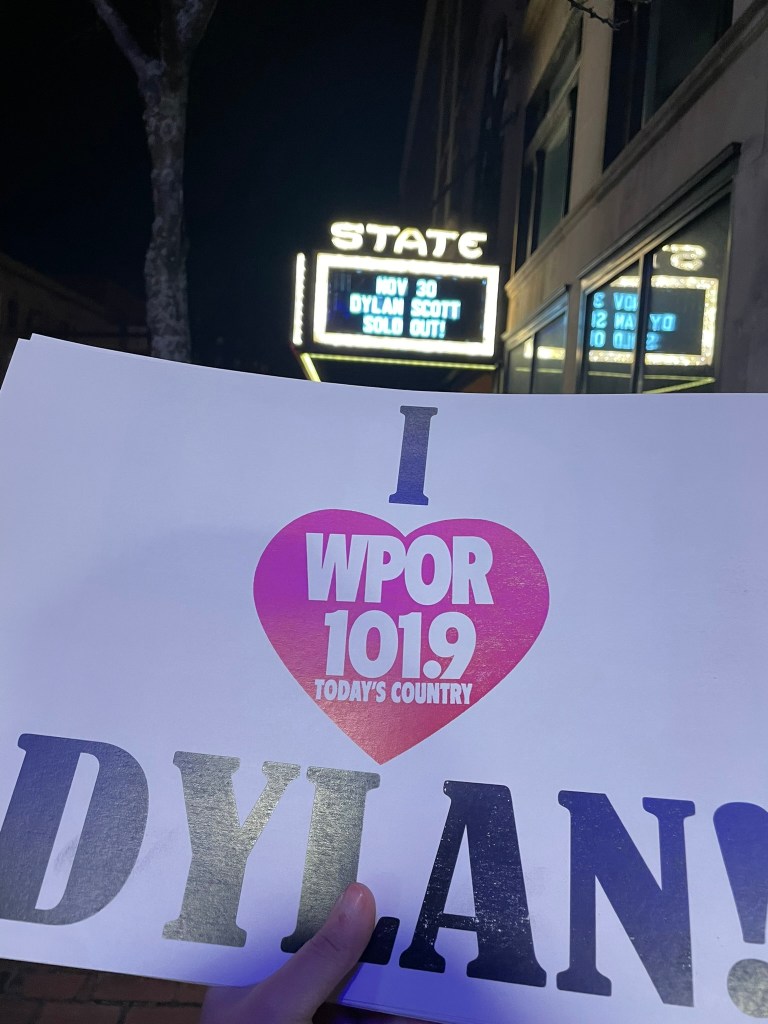 STATE
NOV 30
DYLAN SCOTT
SOLD OUT!
I
WPOR
101.9
TODAY'S COUNTRY
DYLAN!